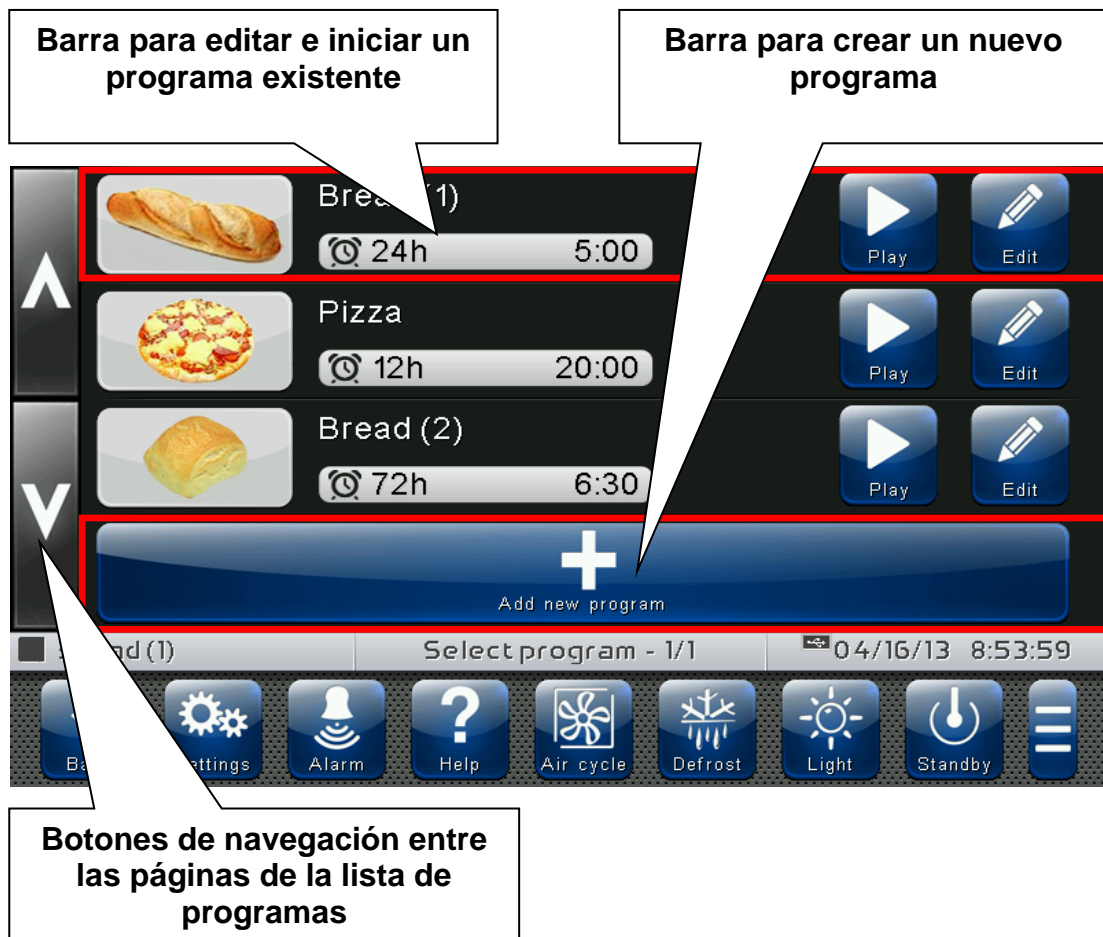 Barra para editar e iniciar un
programa existente
Barra para crear un nuevo
programa
(1)
24h 5:00
Play
Edit
Pizza
12h 20:00
Play
Edit
Bread (2)
72h 6:30
Play
Edit
Add new program
(1)
Select program - 1/1
04/16/13 8:53:59
Alarm
Help
Air cycle
Defrost
Light
Standby
Botones de navegación entre
las páginas de la lista de
programas